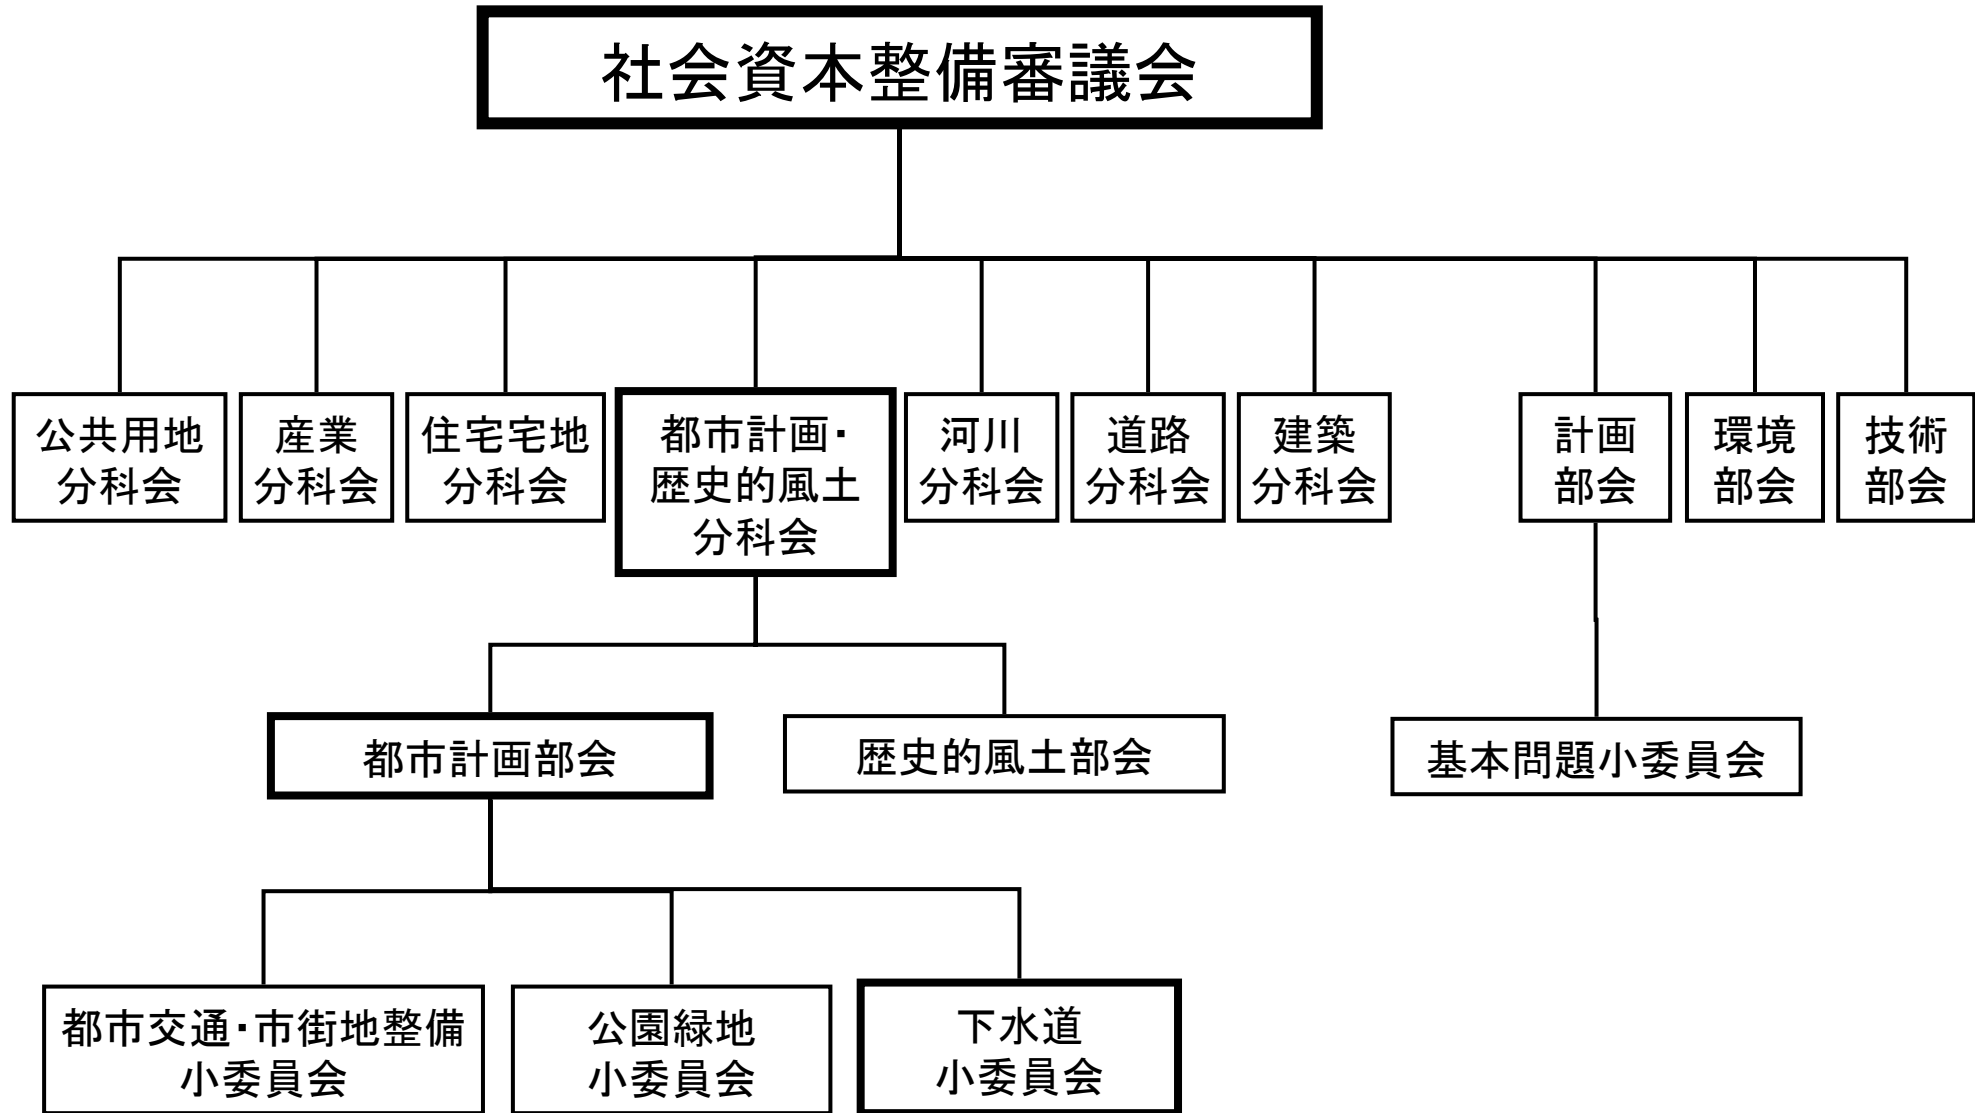 社会資本整備審議会
公共用地
分科会
産業
分科会
住宅宅地
分科会
都市計画・
歴史的風土
分科会
河川
分科会
道路
分科会
建築
分科会
計画
部会
環境
部会
技術
部会
都市計画部会
歴史的風土部会
基本問題小委員会
都市交通・市街地整備
小委員会
公園緑地
小委員会
下水道
小委員会